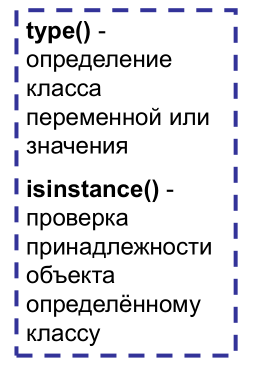 type() -
определение
класса
переменной или
значения
isinstance() -
проверка
принадлежности
объекта
определённому
классу